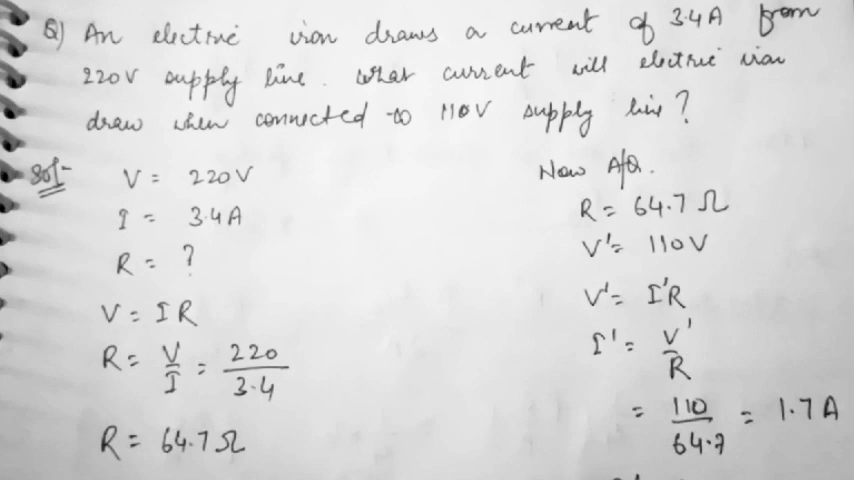 Q) An electric iron draws a current of 3.4A from
220V supply line. What current will electric iron
draw when connected to 110V supply line?
Sol-
V = 220V
I = 3.4A
R = ?
V = IR
R = V/I = 220/3.4
R = 64.7Ω
Now A/Q.
R = 64.7Ω
V' = 110V
V' = I'R
I' = V'/R
= 110/64.7 = 1.7A